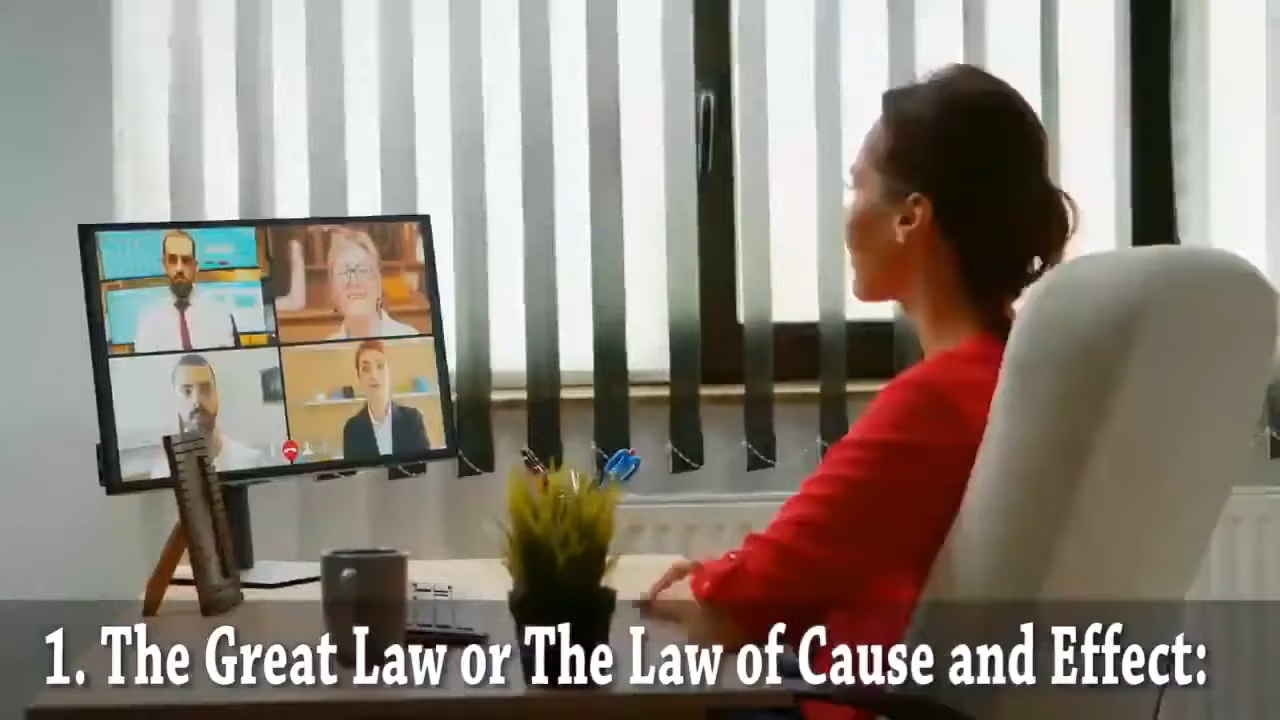 1. The Great Law or The Law of Cause and Effect: